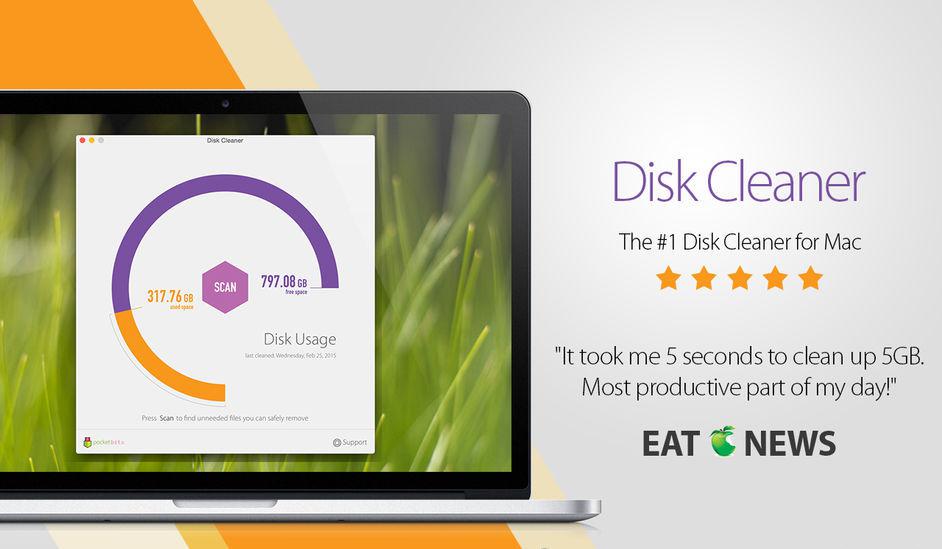 Disk Cleaner
317.76 GB
used space
SCAN
797.08 GB
free space
Disk Usage
last cleaned: Wednesday, Feb 25, 2015
Press Scan to find unneeded files you can safely remove
pocketbits
Support
Disk Cleaner
The #1 Disk Cleaner for Mac
"It took me 5 seconds to clean up 5GB.
Most productive part of my day!"
EAT NEWS